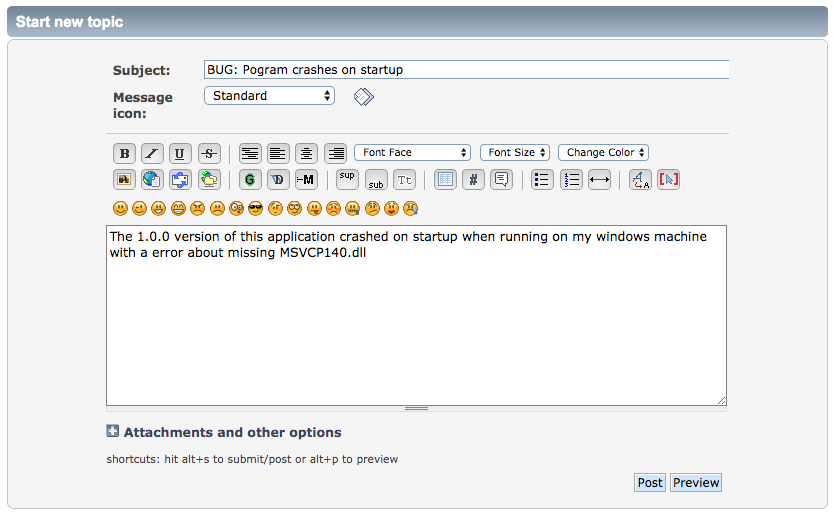 Start new topic
Subject: BUG: Pogram crashes on startup
Message Standard
icon:
B I U S Font Face Font Size Change Color
G D M sup sub Tt # A A
The 1.0.0 version of this application crashed on startup when running on my windows machine
with a error about missing MSVCP140.dll
Attachments and other options
shortcuts: hit alt+s to submit/post or alt+p to preview
Post Preview